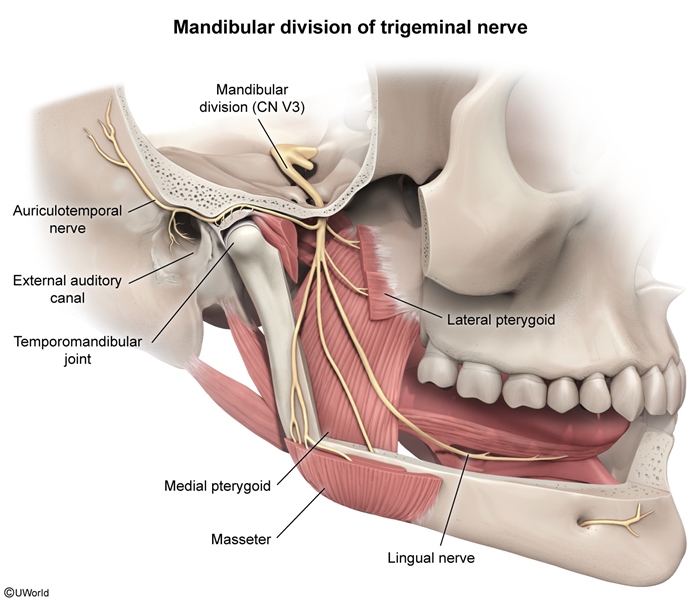 Mandibular division of trigeminal nerve
Mandibular
division (CN V3)
Auriculotemporal
nerve
External auditory
canal
Temporomandibular
joint
Lateral pterygoid
Medial pterygoid
Masseter
Lingual nerve
©UWorld